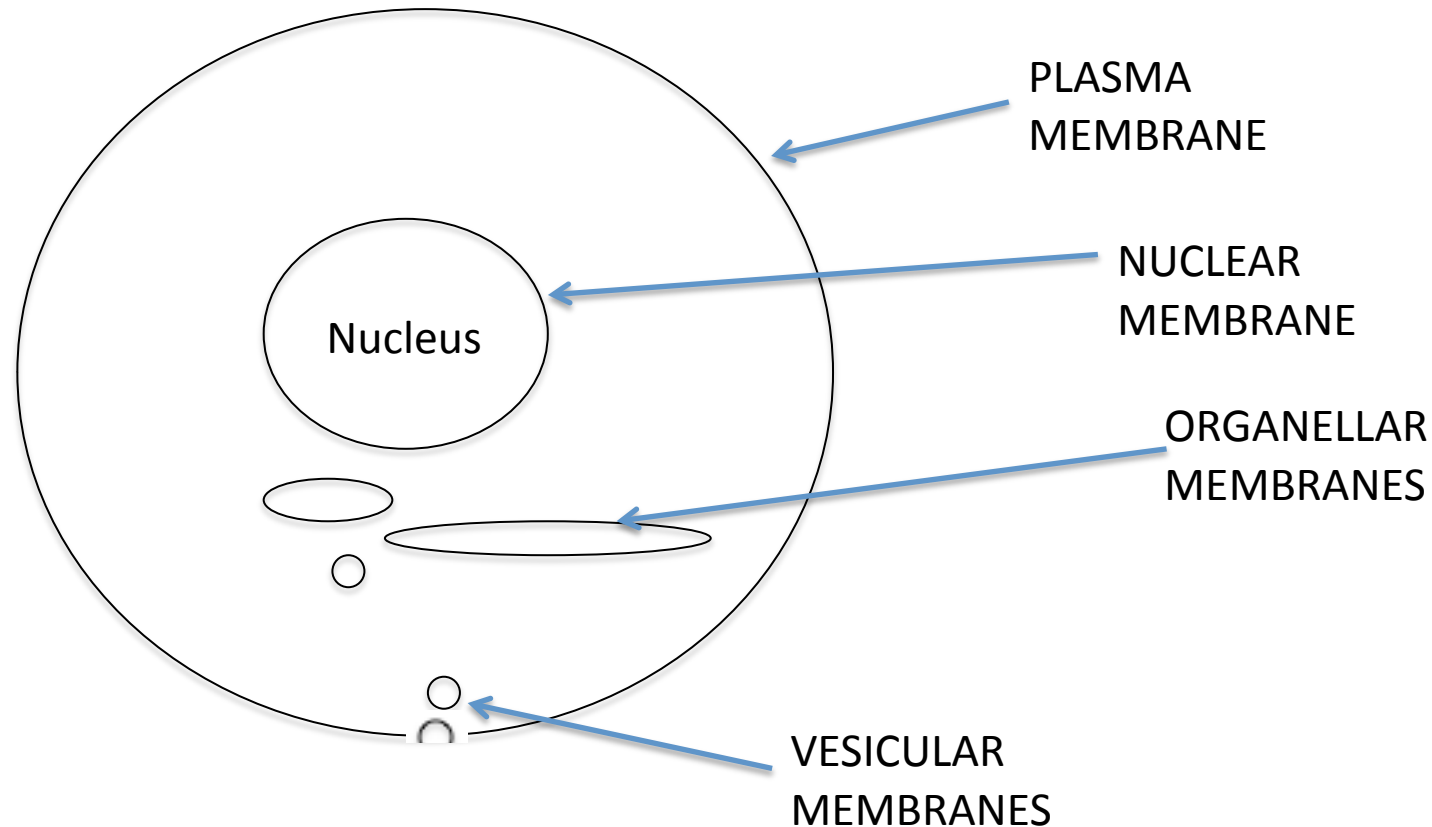 PLASMA
MEMBRANE
NUCLEAR
MEMBRANE
Nucleus
ORGANELLAR
MEMBRANES
VESICULAR
MEMBRANES